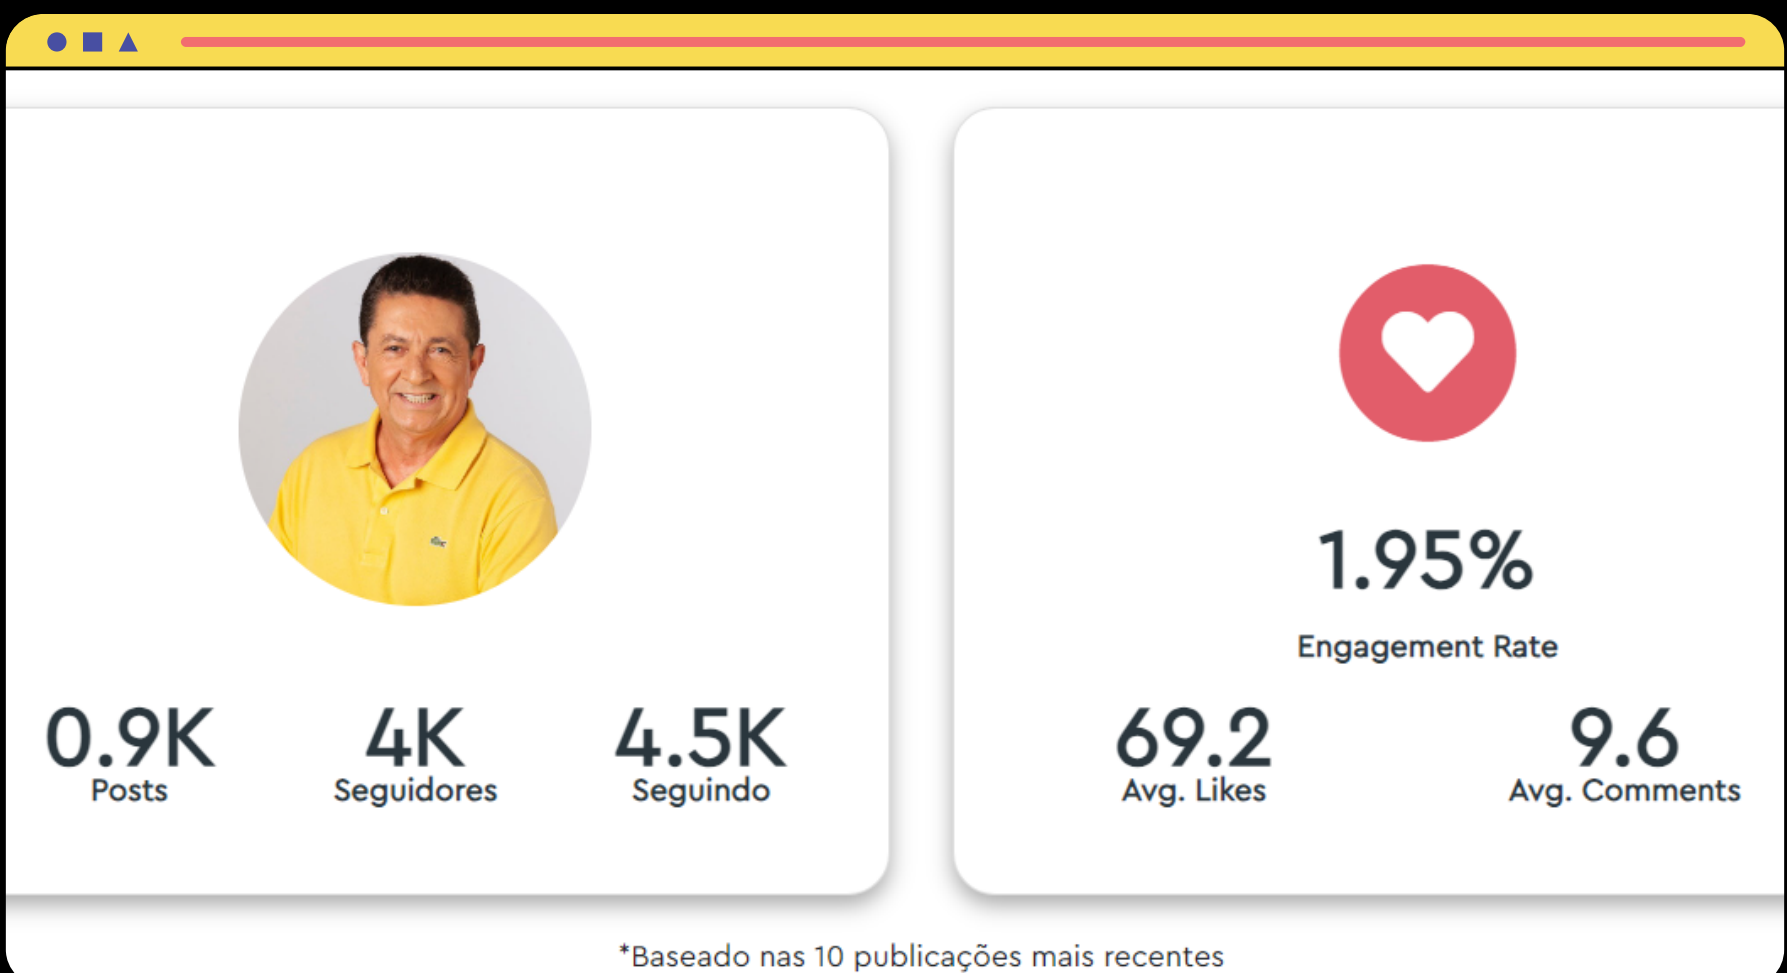 0.9K
Posts
4K
Seguidores
4.5K
Seguindo
1.95%
Engagement Rate
69.2
Avg. Likes
9.6
Avg. Comments
*Baseado nas 10 publicações mais recentes